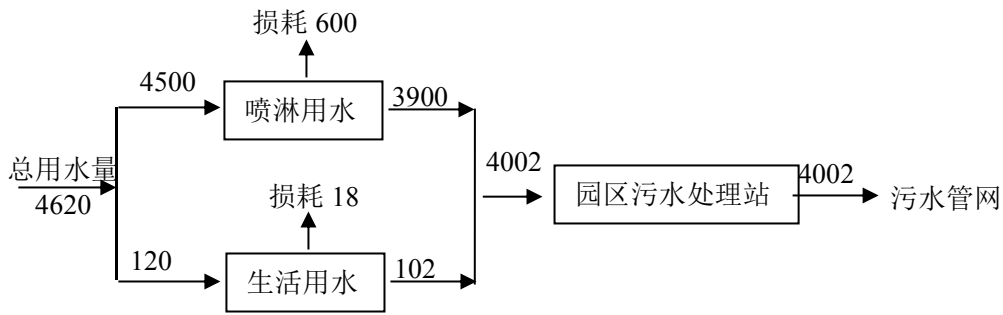 损耗 600
4500
喷淋用水
3900
总用水量
4620
4002
园区污水处理站
4002
污水管网
损耗 18
120
生活用水
102